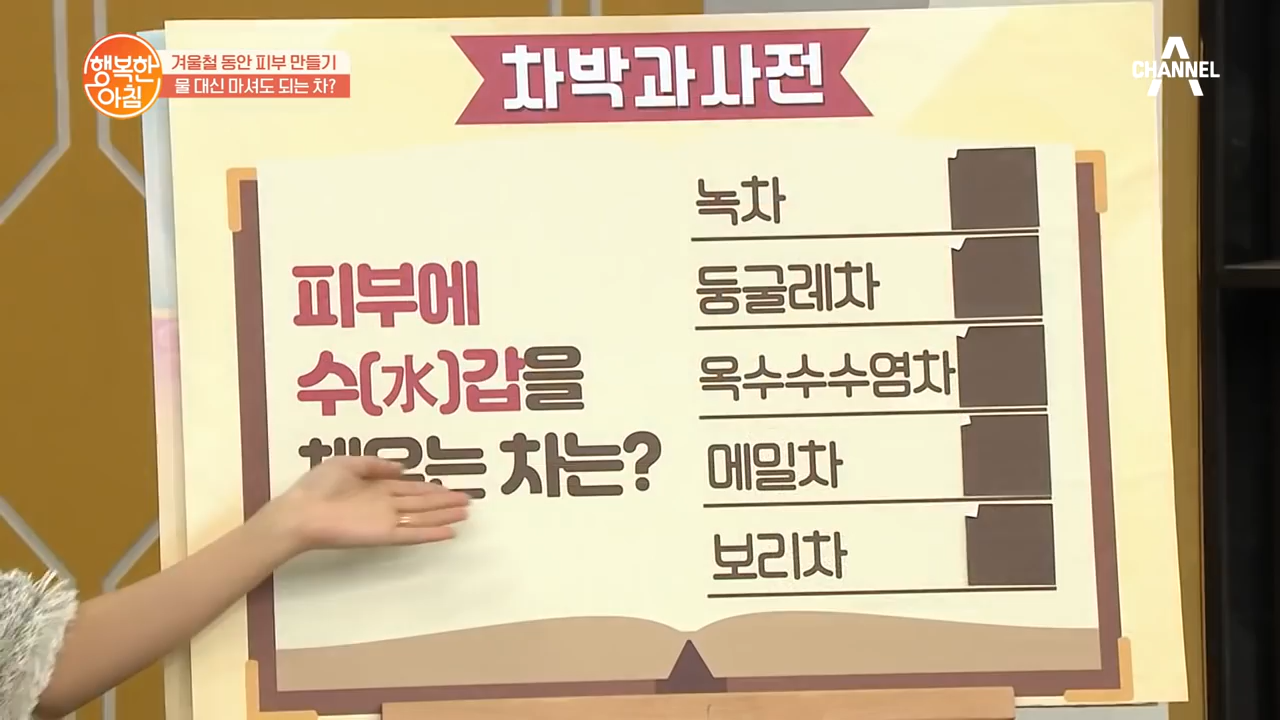 행복한
아침
겨울철 동안 피부 만들기
물 대신 마셔도 되는 차?
CHANNEL A
차박과사전
피부에
수(水)갑을
차는?
녹차
둥굴레차
옥수수수염차
메밀차
보리차